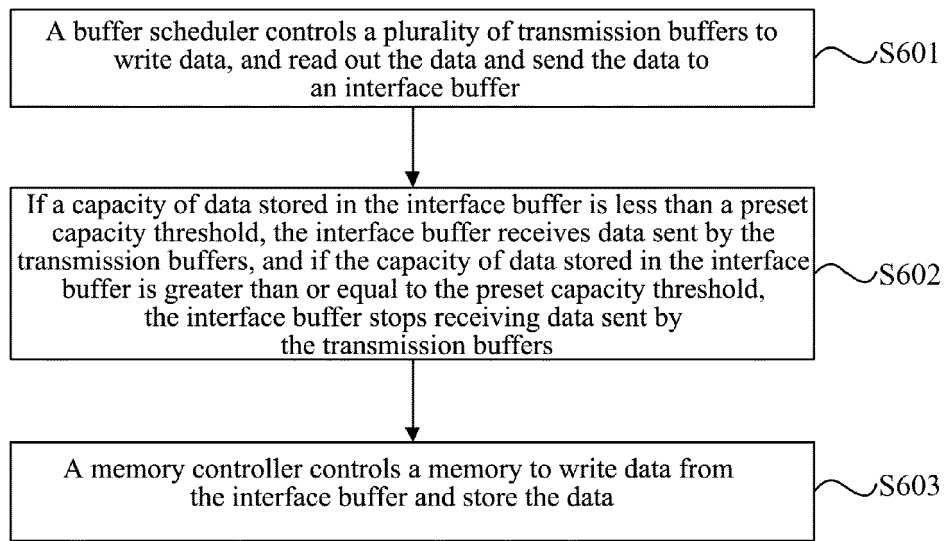 A buffer scheduler controls a plurality of transmission buffers to
write data, and read out the data and send the data to
an interface buffer
S601
If a capacity of data stored in the interface buffer is less than a preset
capacity threshold, the interface buffer receives data sent by the
transmission buffers, and if the capacity of data stored in the interface
buffer is greater than or equal to the preset capacity threshold,
the interface buffer stops receiving data sent by
the transmission buffers
S602
A memory controller controls a memory to write data from
the interface buffer and store the data
S603